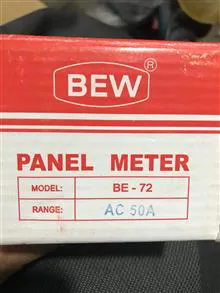 BEW ®
PANEL METER
MODEL: BE - 72
RANGE: AC 50A